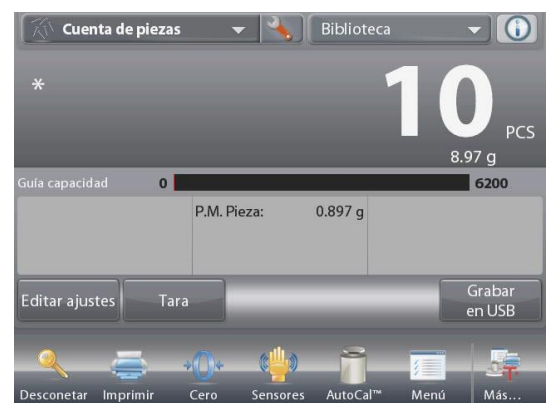 Cuenta de piezas Biblioteca
*
10 PCS
8.97 g
Guía capacidad 0 6200
P.M. Pieza: 0.897 g
Editar ajustes Tara Grabar en USB
Desconetar Imprimir Cero Sensores AutoCal™ Menú Más...